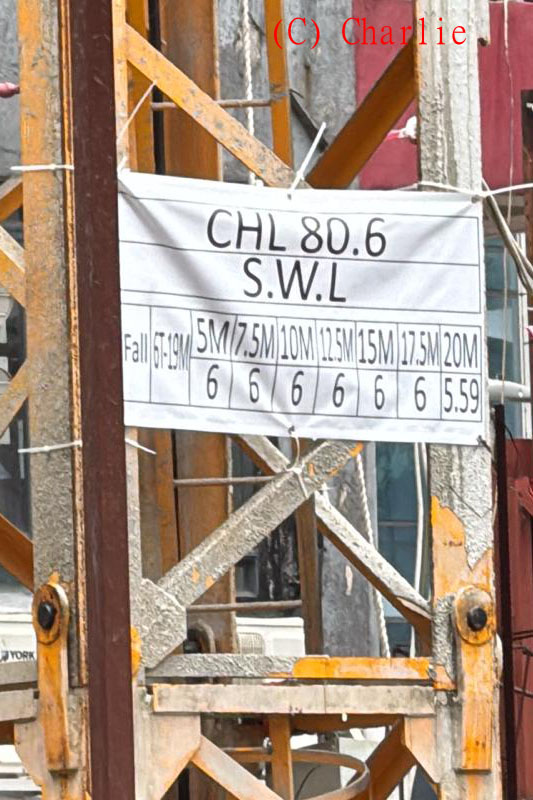 (C) Charlie
CHL 80.6
S.W.L
Fall 6T-19M 5M 7.5M 10M 12.5M 15M 17.5M 20M
6 6 6 6 6 6 5.59
YORK